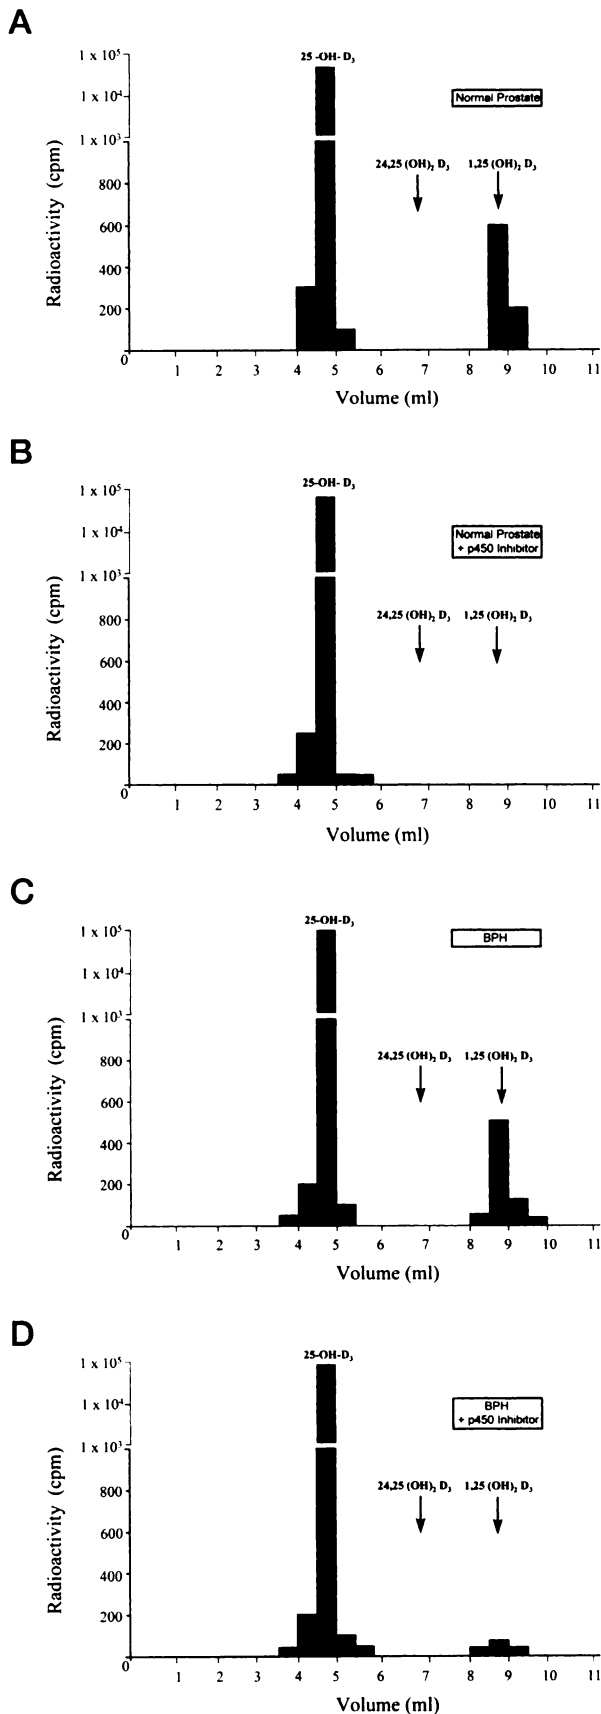 A
25 -OH- D₃
1 x 10⁵
1 x 10⁴
1 x 10³
Normal Prostate
24,25 (OH)₂ D₃ 1,25 (OH)₂ D₃
800
600
400
200
0
Radioactivity (cpm)
1 2 3 4 5 6 7 8 9 10 11
Volume (ml)
B
25-OH- D₃
1 x 10⁵
1 x 10⁴
1 x 10³
Normal Prostate
+ p450 Inhibitor
24,25 (OH)₂ D₃ 1,25 (OH)₂ D₃
800
600
400
200
0
Radioactivity (cpm)
1 2 3 4 5 6 7 8 9 10 11
Volume (ml)
C
25-OH-D₃
1 x 10⁵
1 x 10⁴
1 x 10³
BPH
24,25 (OH)₂ D₃ 1,25 (OH)₂ D₃
800
600
400
200
0
Radioactivity (cpm)
1 2 3 4 5 6 7 8 9 10 11
Volume (ml)
D
25-OH-D₃
1 x 10⁵
1 x 10⁴
1 x 10³
BPH
+ p450 Inhibitor
24,25 (OH)₂ D₃ 1,25 (OH)₂ D₃
800
600
400
200
0
Radioactivity (cpm)
1 2 3 4 5 6 7 8 9 10 11
Volume (ml)